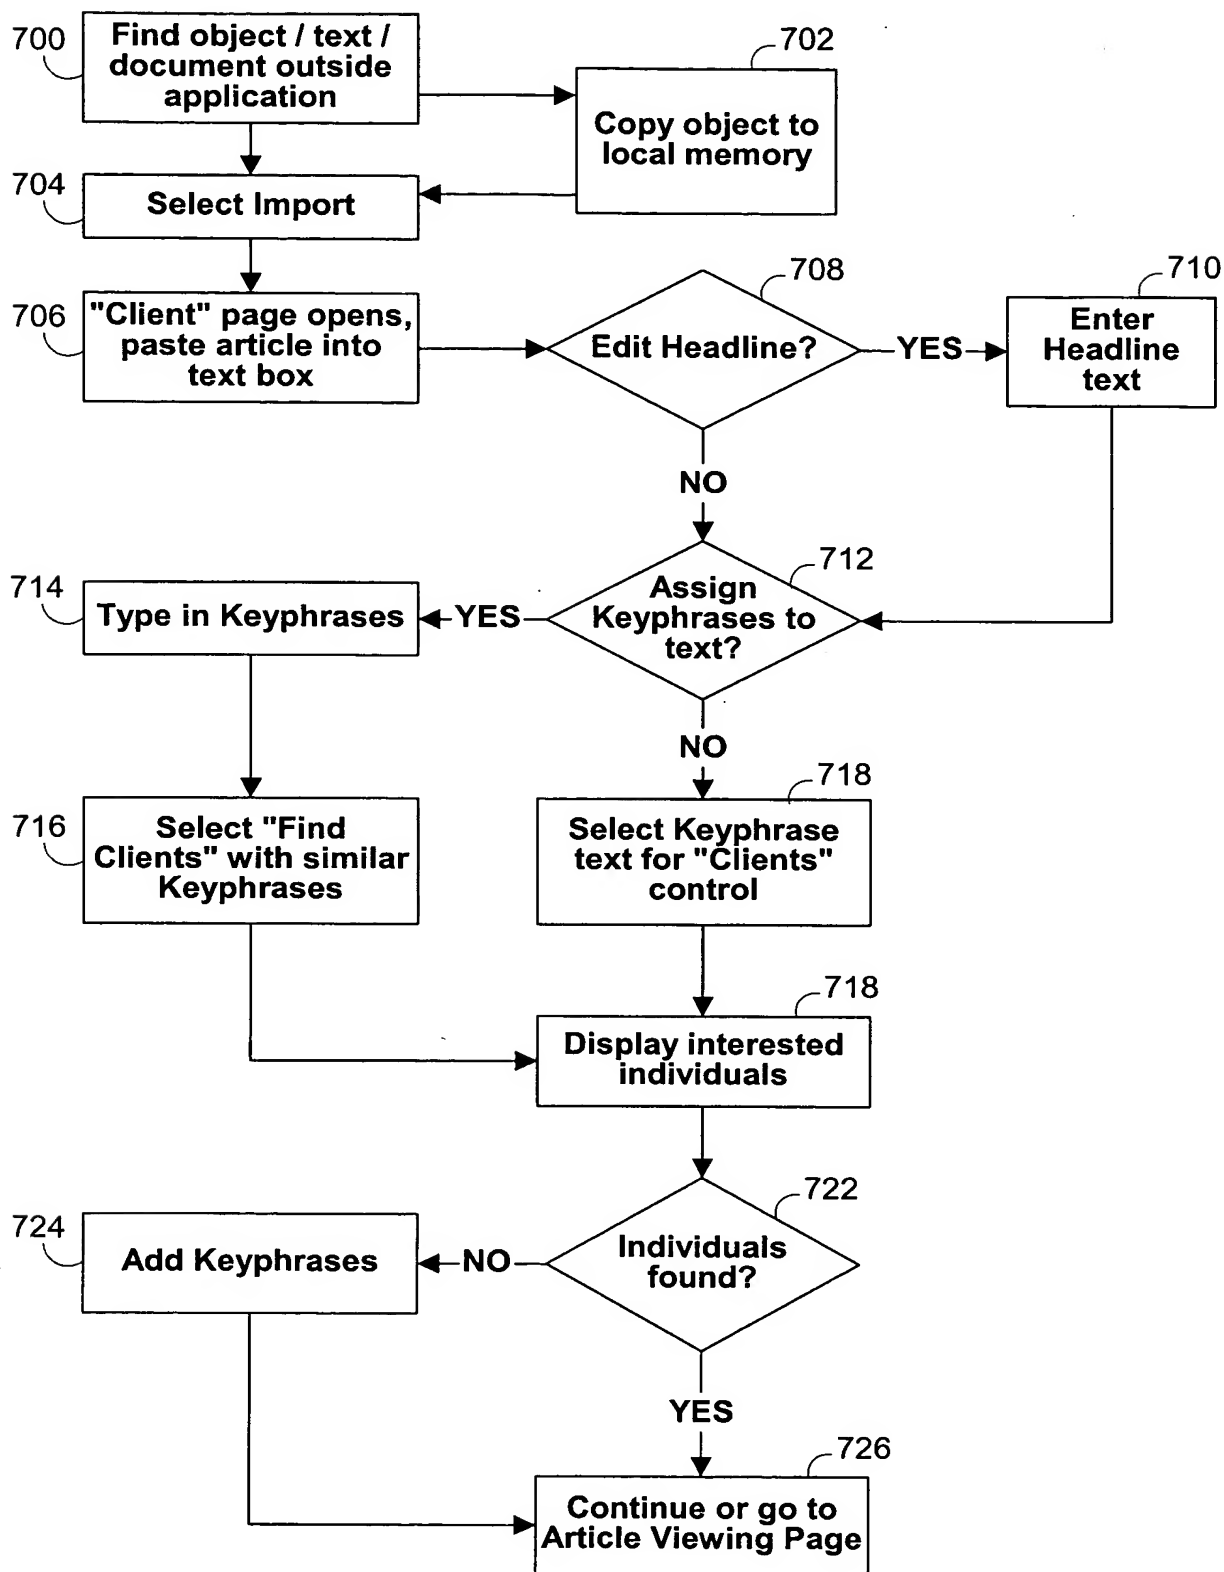 700
Find object / text /
document outside
application
702
Copy object to
local memory
704
Select Import
706
"Client" page opens,
paste article into
text box
708
Edit Headline?
YES
710
Enter
Headline
text
NO
712
Assign
Keyphrases to
text?
YES
714
Type in Keyphrases
NO
716
Select "Find
Clients" with similar
Keyphrases
718
Select Keyphrase
text for "Clients"
control
718
Display interested
individuals
722
Individuals
found?
NO
724
Add Keyphrases
YES
726
Continue or go to
Article Viewing Page